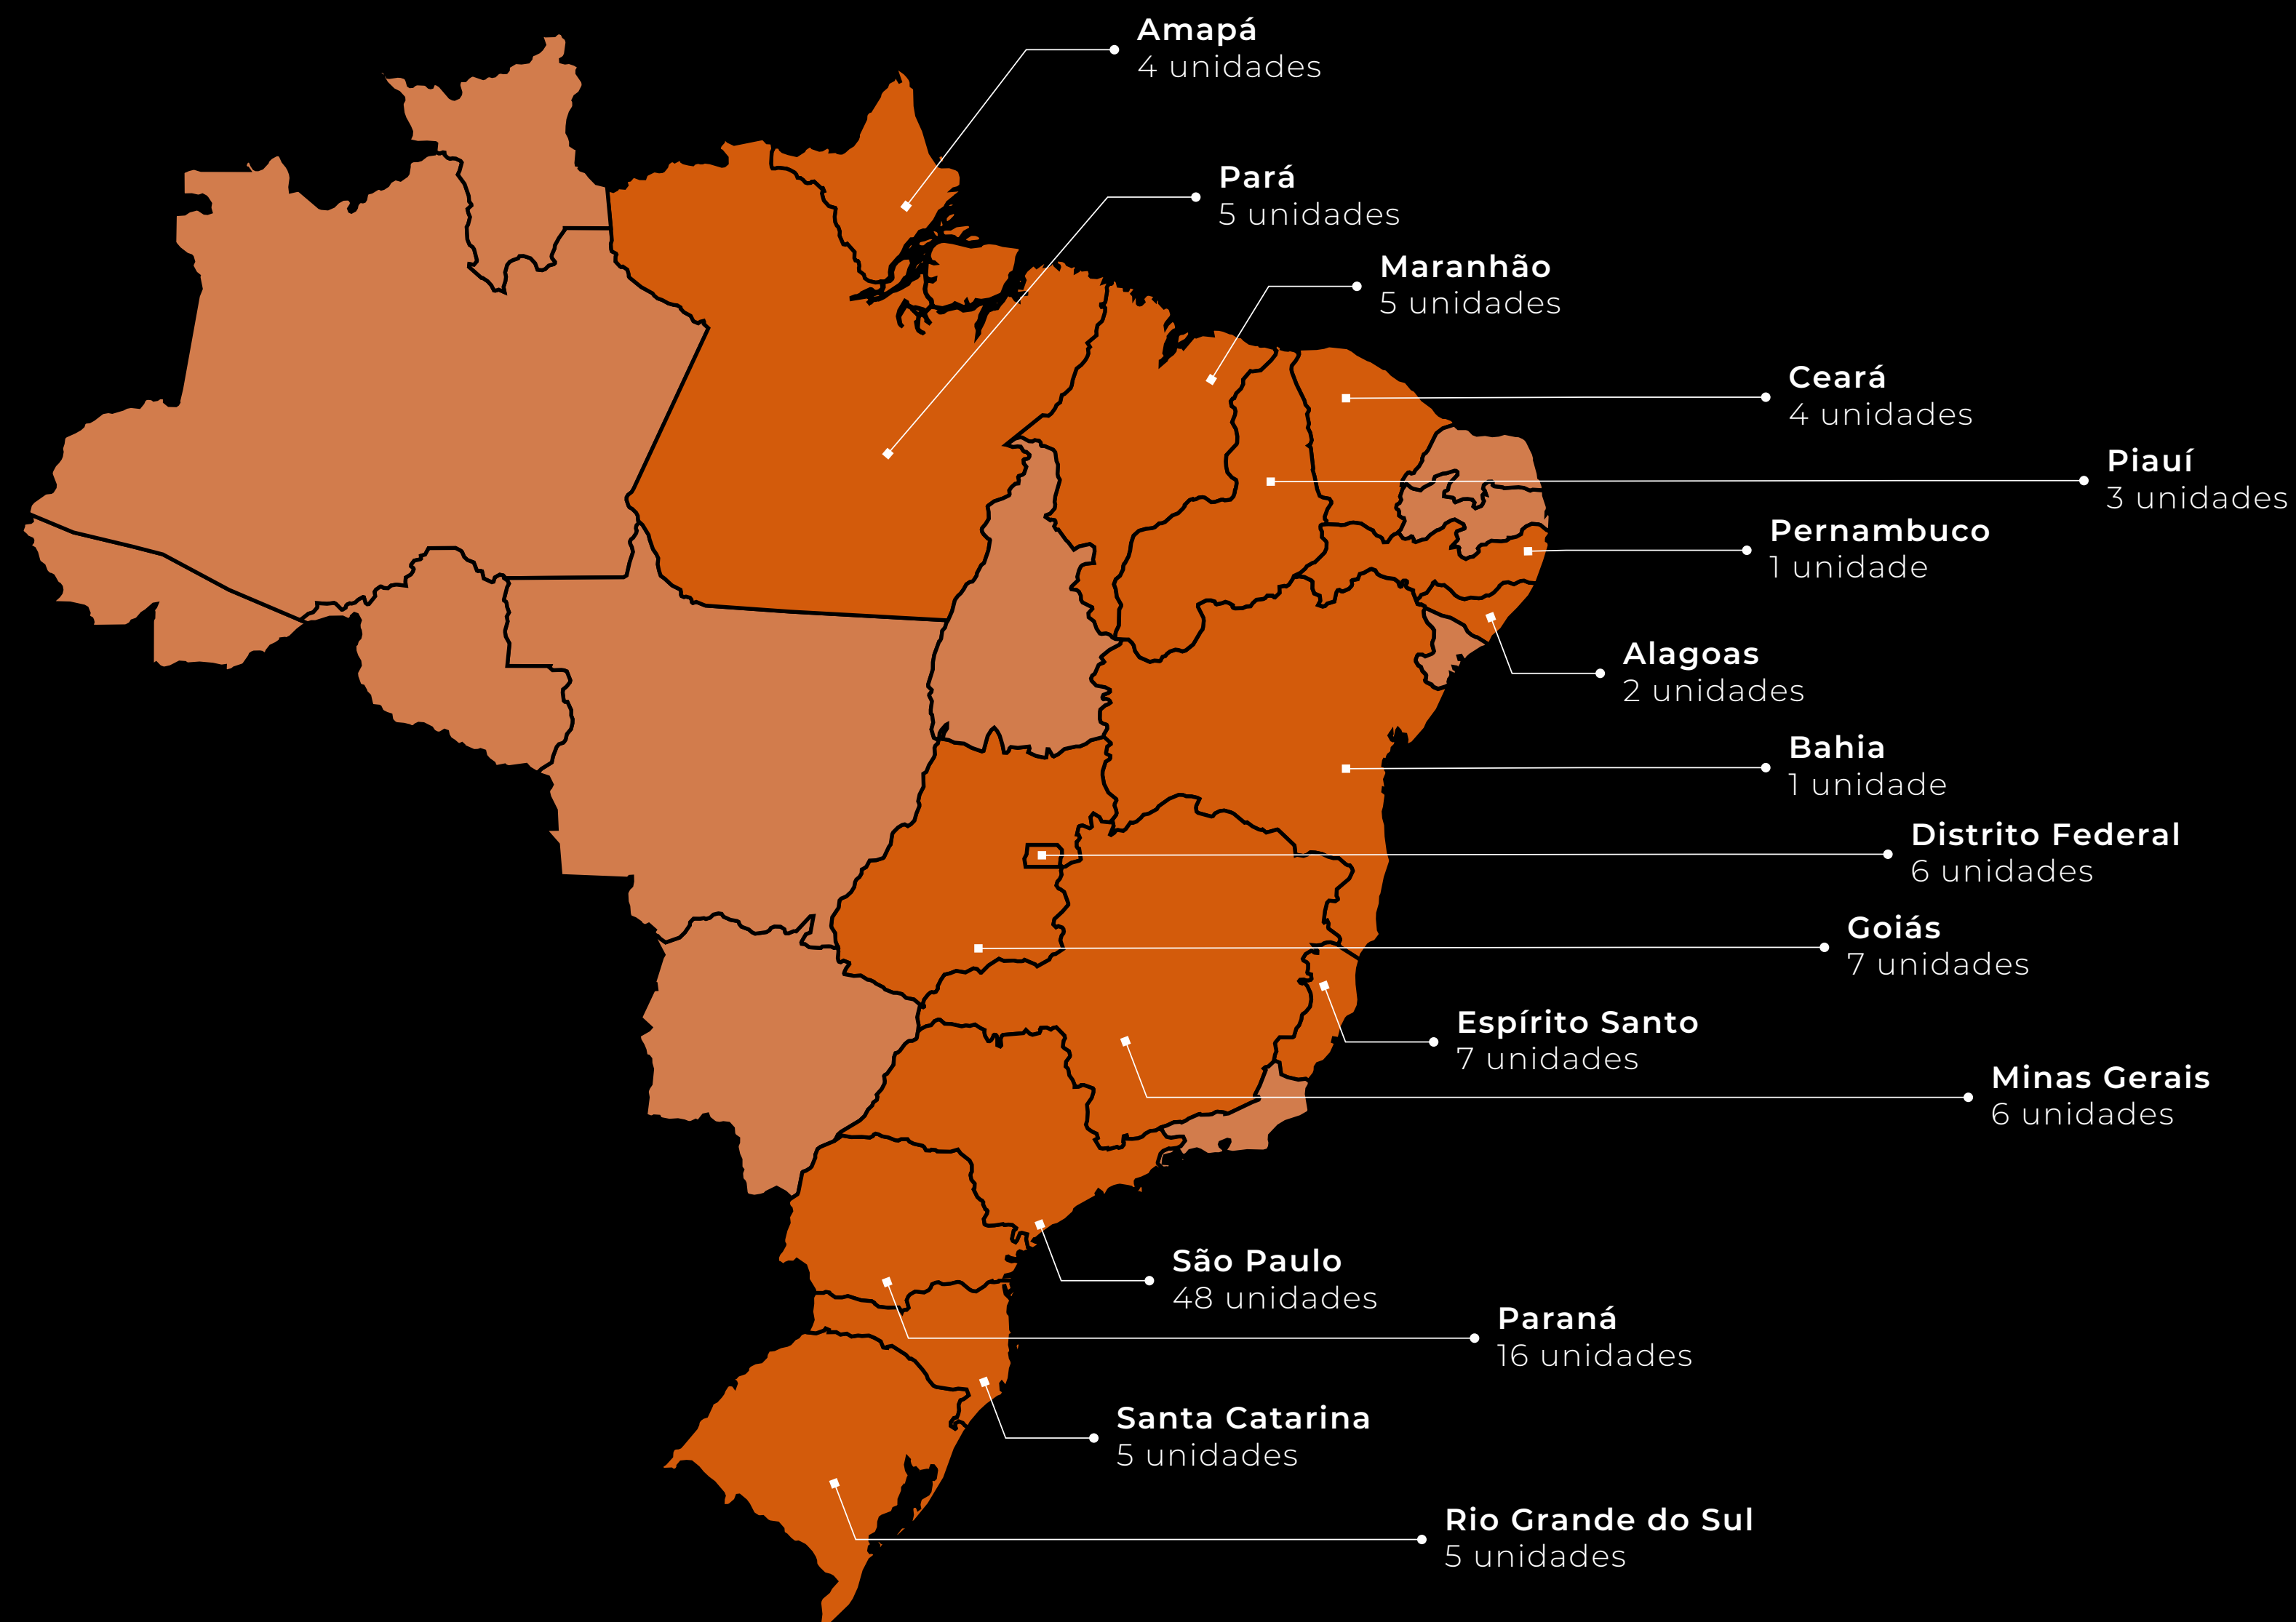 Amapá
4 unidades
Pará
5 unidades
Maranhão
5 unidades
Ceará
4 unidades
Piauí
3 unidades
Pernambuco
1 unidade
Alagoas
2 unidades
Bahia
1 unidade
Distrito Federal
6 unidades
Goiás
7 unidades
Espírito Santo
7 unidades
Minas Gerais
6 unidades
São Paulo
48 unidades
Paraná
16 unidades
Santa Catarina
5 unidades
Rio Grande do Sul
5 unidades